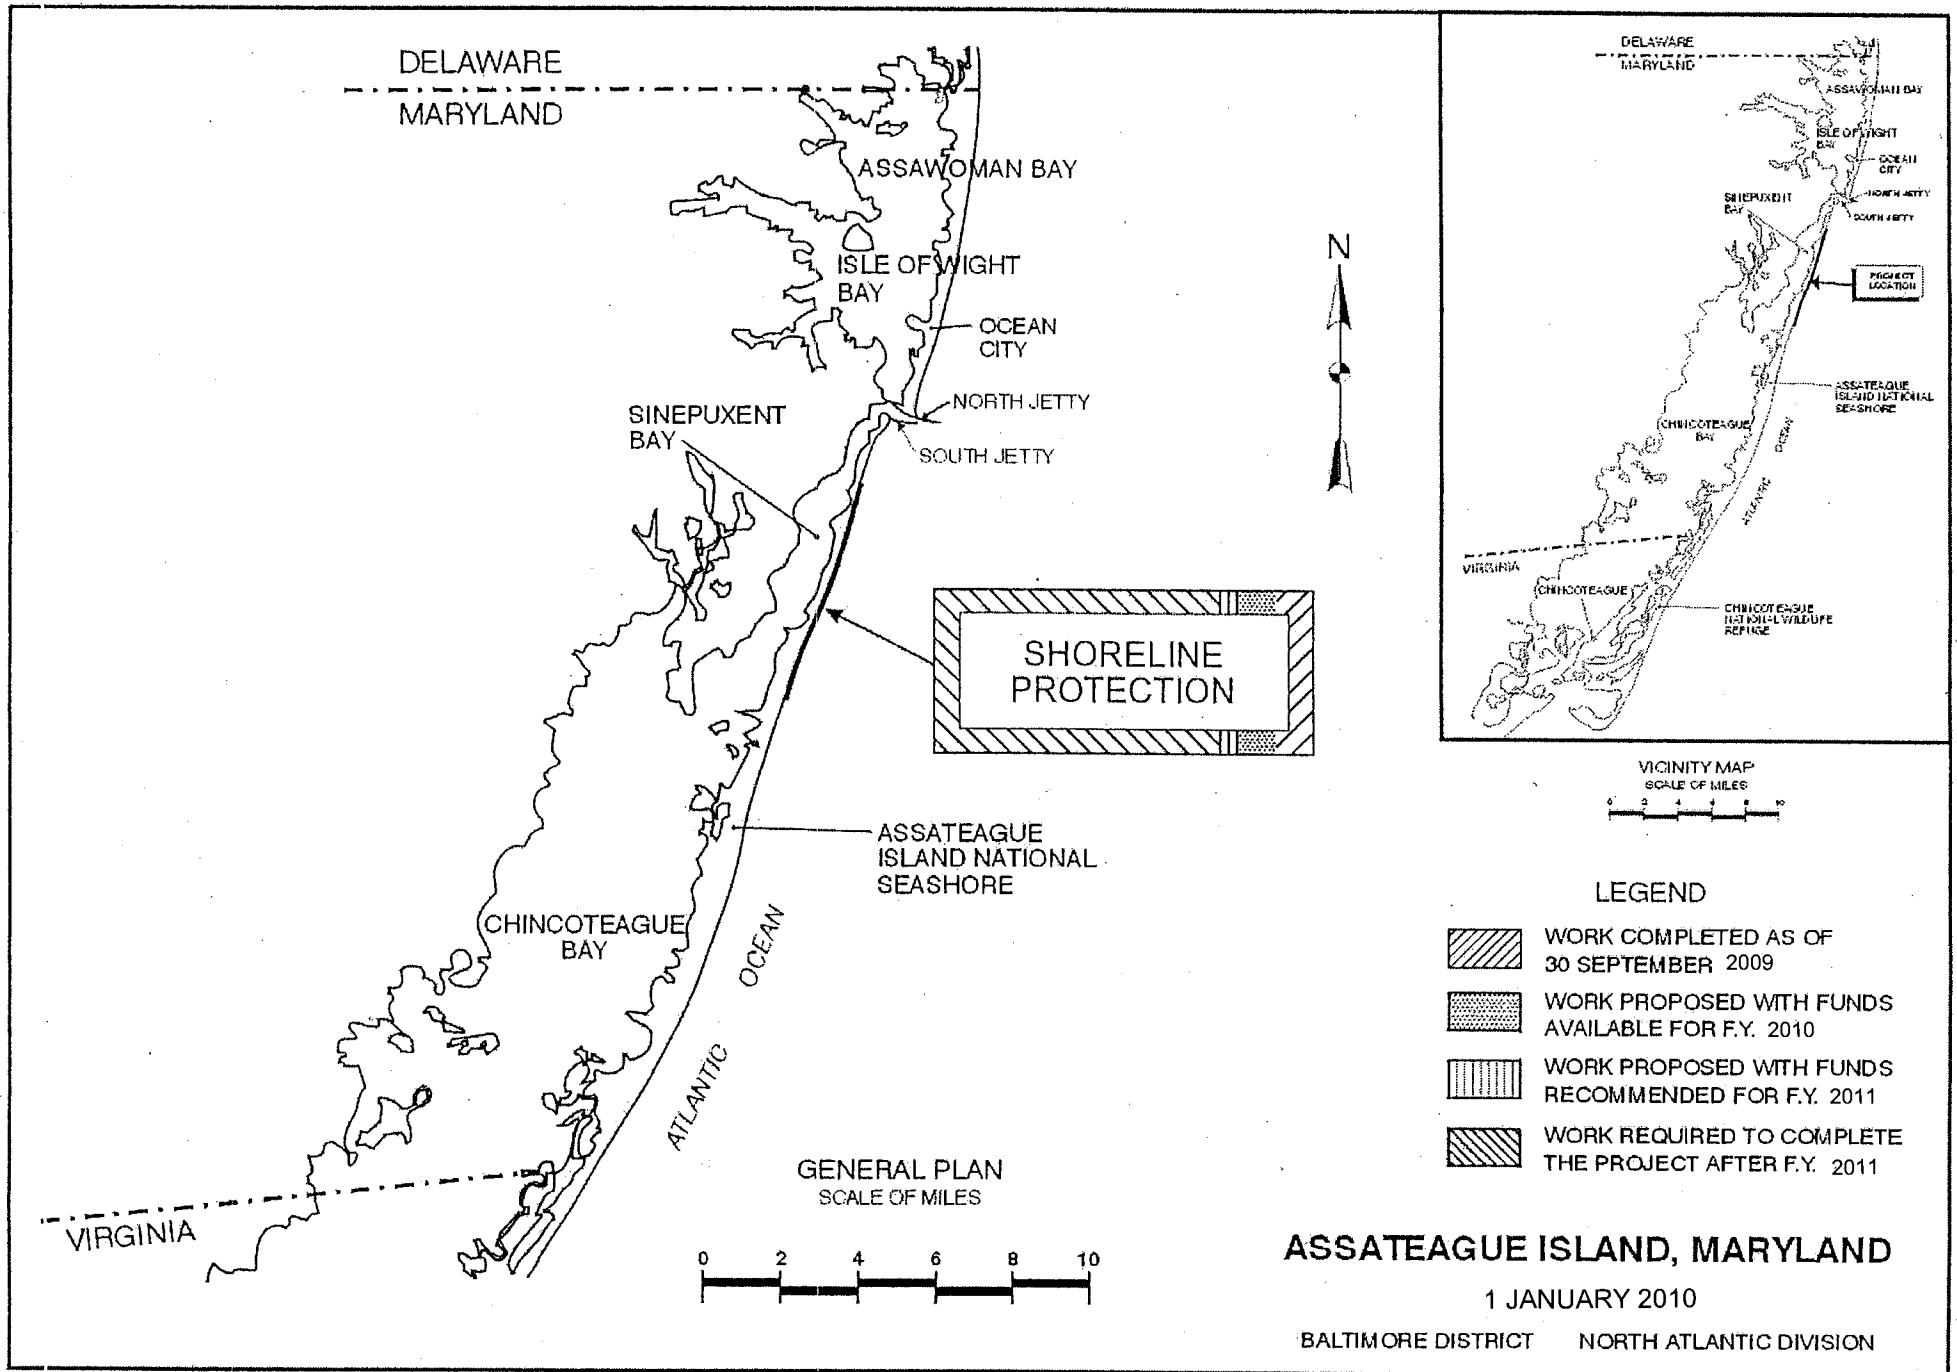 DELAWARE
MARYLAND
ASSAWOMAN BAY
ISLE OF WIGHT
BAY
OCEAN
CITY
NORTH JETTY
SINEPUXENT
BAY
SOUTH JETTY
N
SHORELINE
PROTECTION
ASSATEAGUE
ISLAND NATIONAL
SEASHORE
CHINCOTEAGUE
BAY
ATLANTIC OCEAN
VIRGINIA
GENERAL PLAN
SCALE OF MILES
0 2 4 6 8 10
DELAWARE
MARYLAND
ASSAWOMAN BAY
ISLE OF WIGHT
BAY
OCEAN
CITY
NORTH JETTY
SINEPUXENT
BAY
SOUTH JETTY
PROJECT
LOCATION
ASSATEAGUE
ISLAND NATIONAL
SEASHORE
CHINCOTEAGUE
BAY
ATLANTIC OCEAN
VIRGINIA
CHINCOTEAGUE
CHINCOTEAGUE
NATIONAL WILDLIFE
REFUGE
VICINITY MAP
SCALE OF MILES
0 2 4 6 8 10
LEGEND
WORK COMPLETED AS OF
30 SEPTEMBER 2009
WORK PROPOSED WITH FUNDS
AVAILABLE FOR F.Y. 2010
WORK PROPOSED WITH FUNDS
RECOMMENDED FOR F.Y. 2011
WORK REQUIRED TO COMPLETE
THE PROJECT AFTER F.Y. 2011
ASSATEAGUE ISLAND, MARYLAND
1 JANUARY 2010
BALTIMORE DISTRICT NORTH ATLANTIC DIVISION